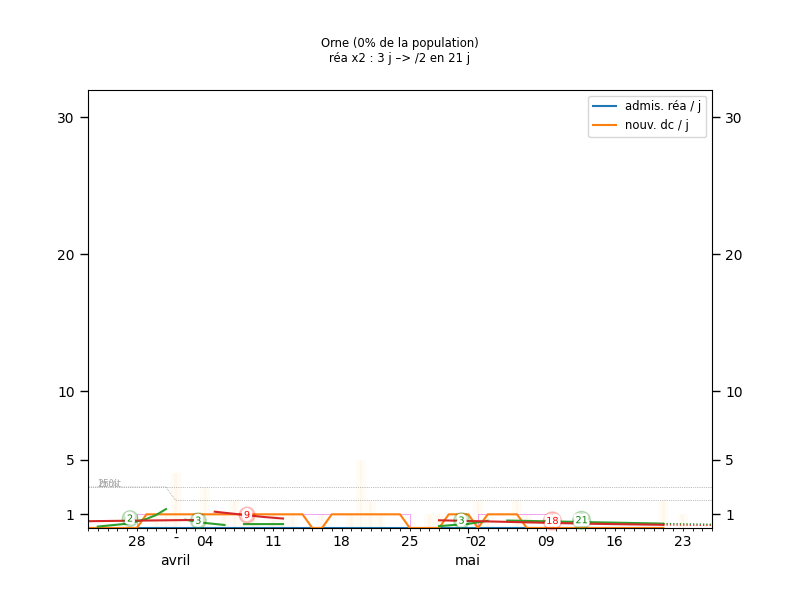 Orne (0% de la population)
réa x2 : 3 j –> /2 en 21 j
admis. réa / j
nouv. dc / j
30 30
20 20
10 10
5 5
1 1
2 3 9 3 18 21
28 - 04 11 18 25 - 02 09 16 23
avril mai